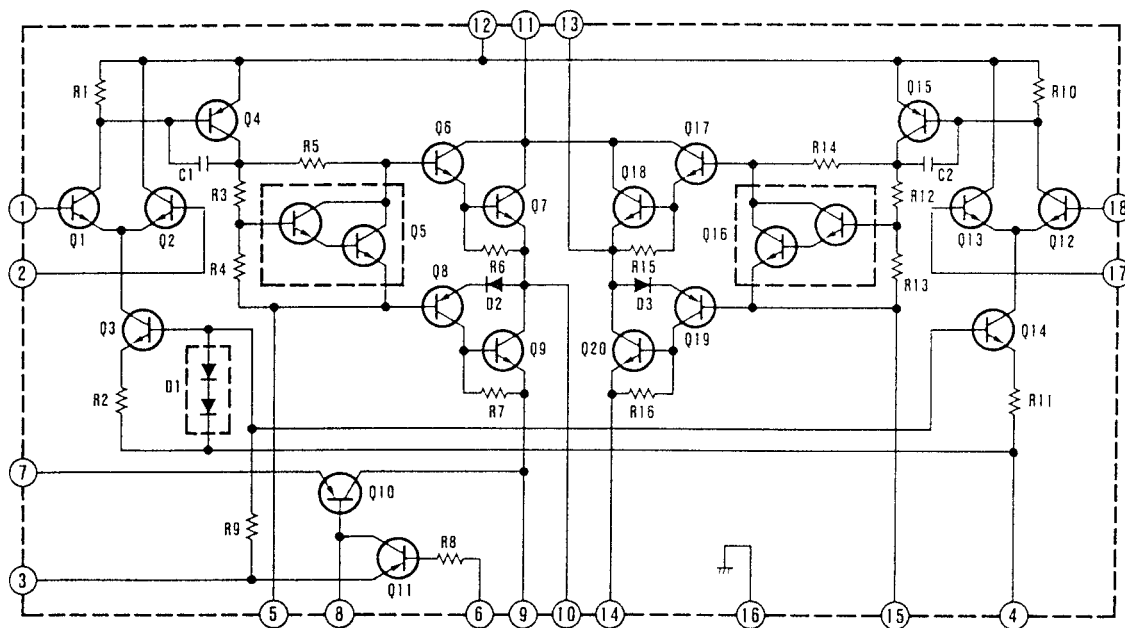 12 11 13
R1 Q4 Q15 R10
Q6 Q17
R5 R14
C1 C2
R3 Q18 R12
1 Q1 Q2 Q5 Q7 Q16 Q13 Q12 18
2 R4 R6 R15 R13 17
Q8 D2 D3
Q3 Q9 Q20 Q19 Q14
D1
R2 R7 R16 R11
7 Q10
R9 R8
3 Q11
5 8 6 9 10 14 16 15 4